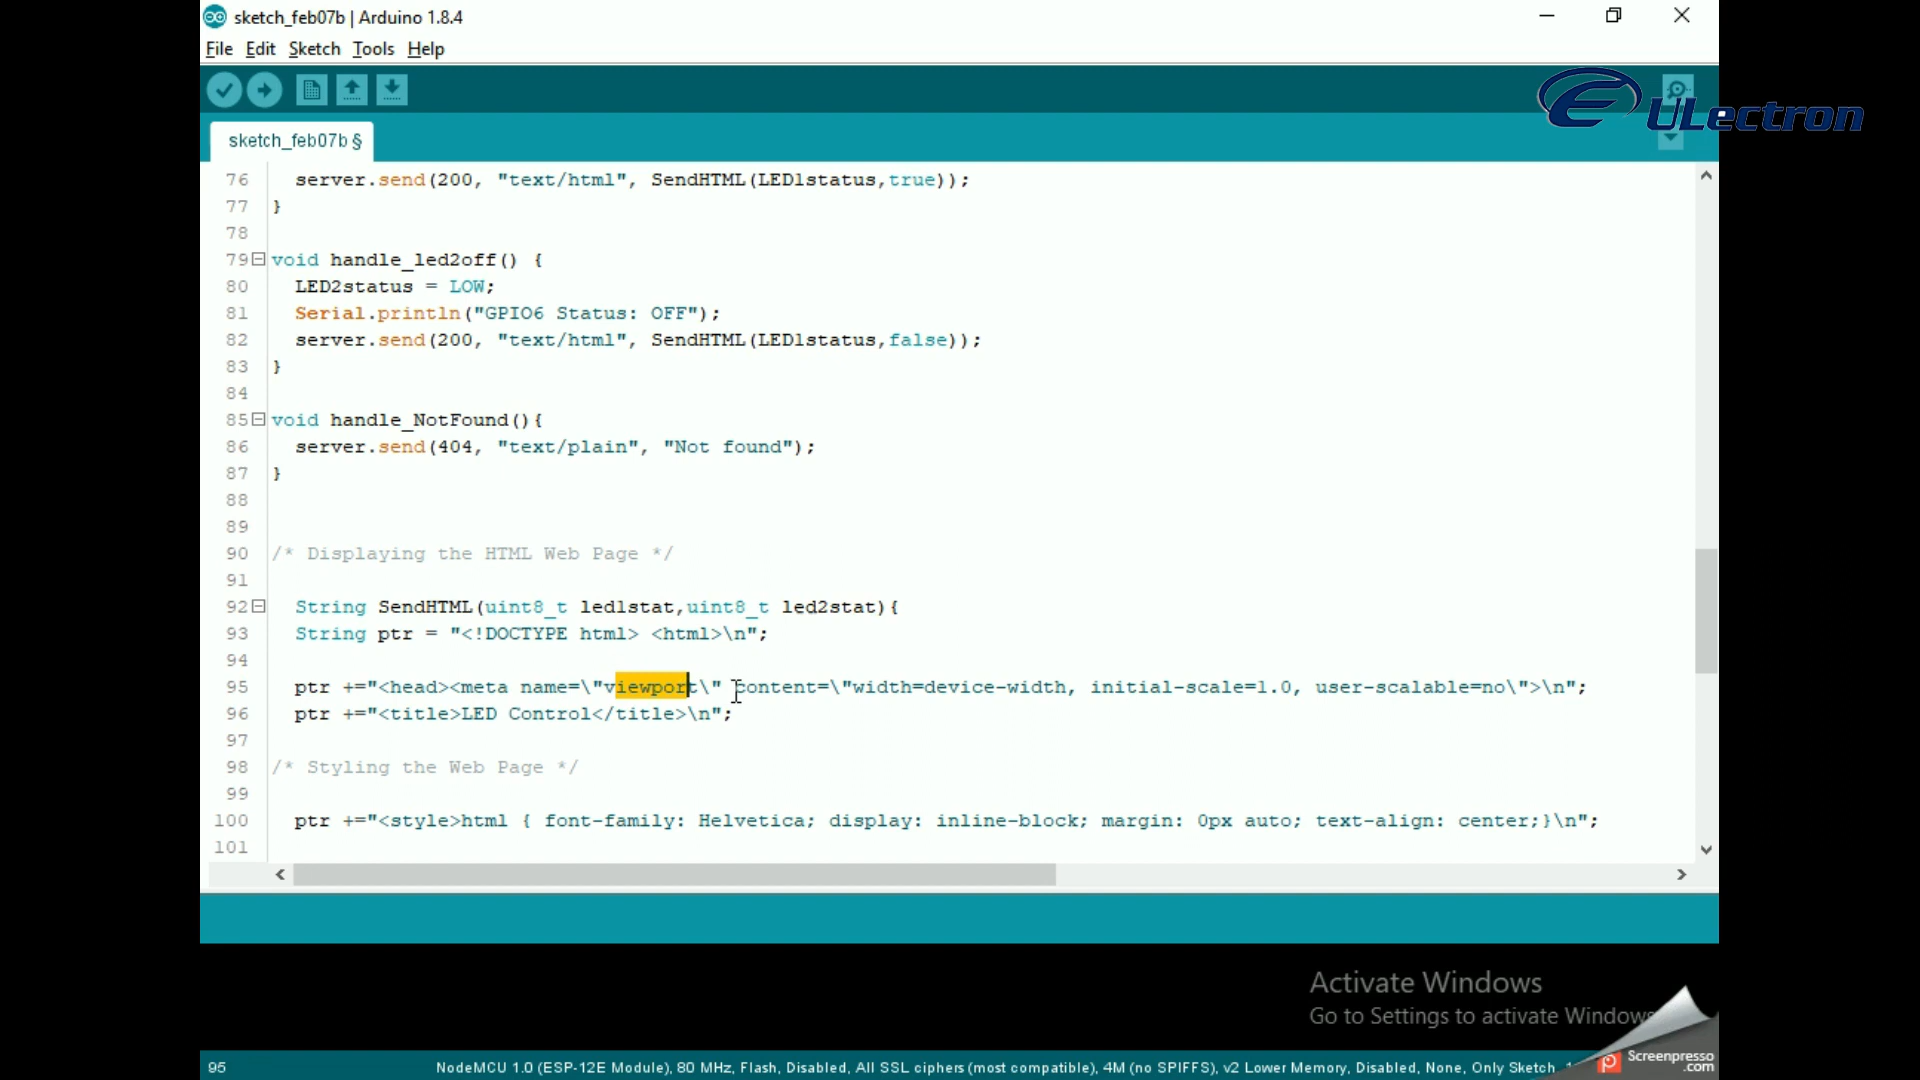 sketch_feb07b | Arduino 1.8.4
File Edit Sketch Tools Help
ULectron
sketch_feb07b §
76 server.send(200, "text/html", SendHTML(LED1status,true));
77 }
78
79 void handle_led2off() {
80 LED2status = LOW;
81 Serial.println("GPIO6 Status: OFF");
82 server.send(200, "text/html", SendHTML(LED1status,false));
83 }
84
85 void handle_NotFound(){
86 server.send(404, "text/plain", "Not found");
87 }
88
89
90 /* Displaying the HTML Web Page */
91
92 String SendHTML(uint8_t led1stat,uint8_t led2stat){
93 String ptr = "<!DOCTYPE html> <html>\n";
94
95 ptr +="<head><meta name=\"viewport\" content=\"width=device-width, initial-scale=1.0, user-scalable=no\">\n";
96 ptr +="<title>LED Control</title>\n";
97
98 /* Styling the Web Page */
99
100 ptr +="<style>html { font-family: Helvetica; display: inline-block; margin: 0px auto; text-align: center;}\n";
101
Activate Windows
Go to Settings to activate Windows
95 NodeMCU 1.0 (ESP-12E Module), 80 MHz, Flash, Disabled, All SSL ciphers (most compatible), 4M (no SPIFFS), v2 Lower Memory, Disabled, None, Only Sketch,
Screenpresso
.com